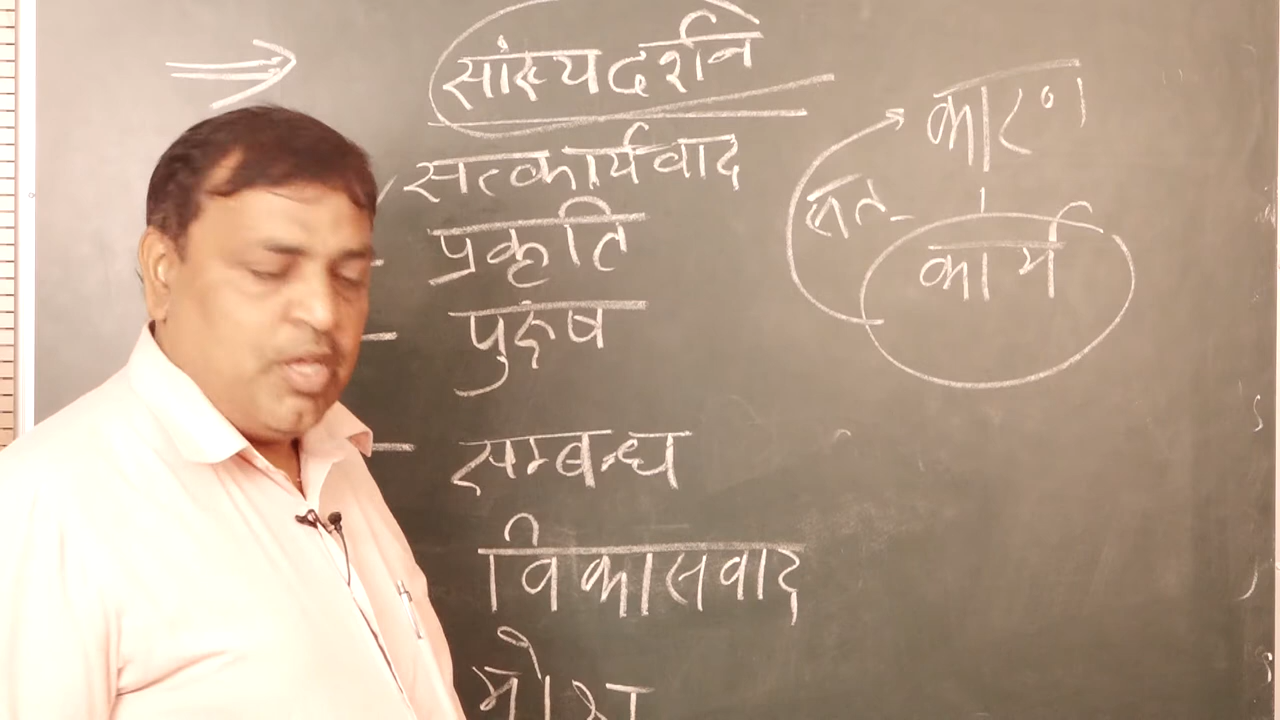 सांख्यदर्शन
सत्कार्यवाद
प्रकृति
पुरुष
सम्बन्ध
विकासवाद
मोक्ष
कारण
सत्
कार्य